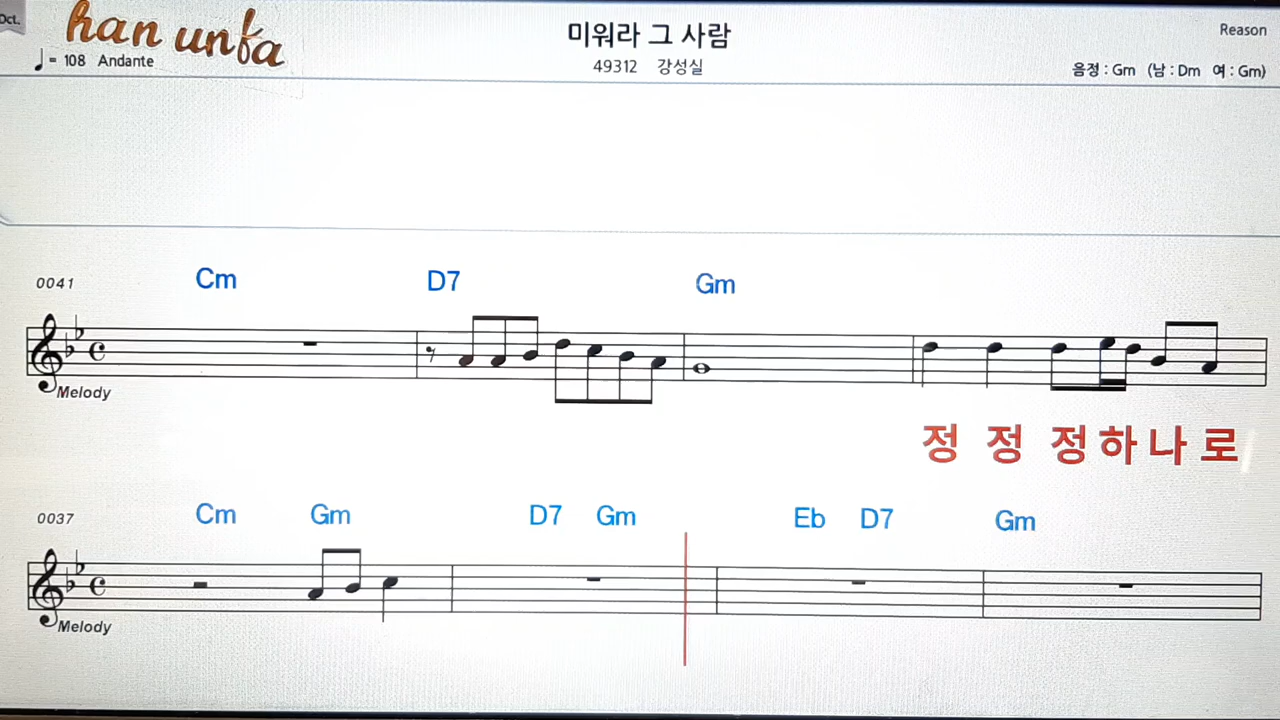 Oct.
han unfa
미워라 그 사람
Reason
♩= 108 Andante
49312 강성실
음정 : Gm (남 : Dm 여 : Gm)
0041 Cm D7 Gm
Melody
정 정 정하나로
0037 Cm Gm D7 Gm Eb D7 Gm
Melody